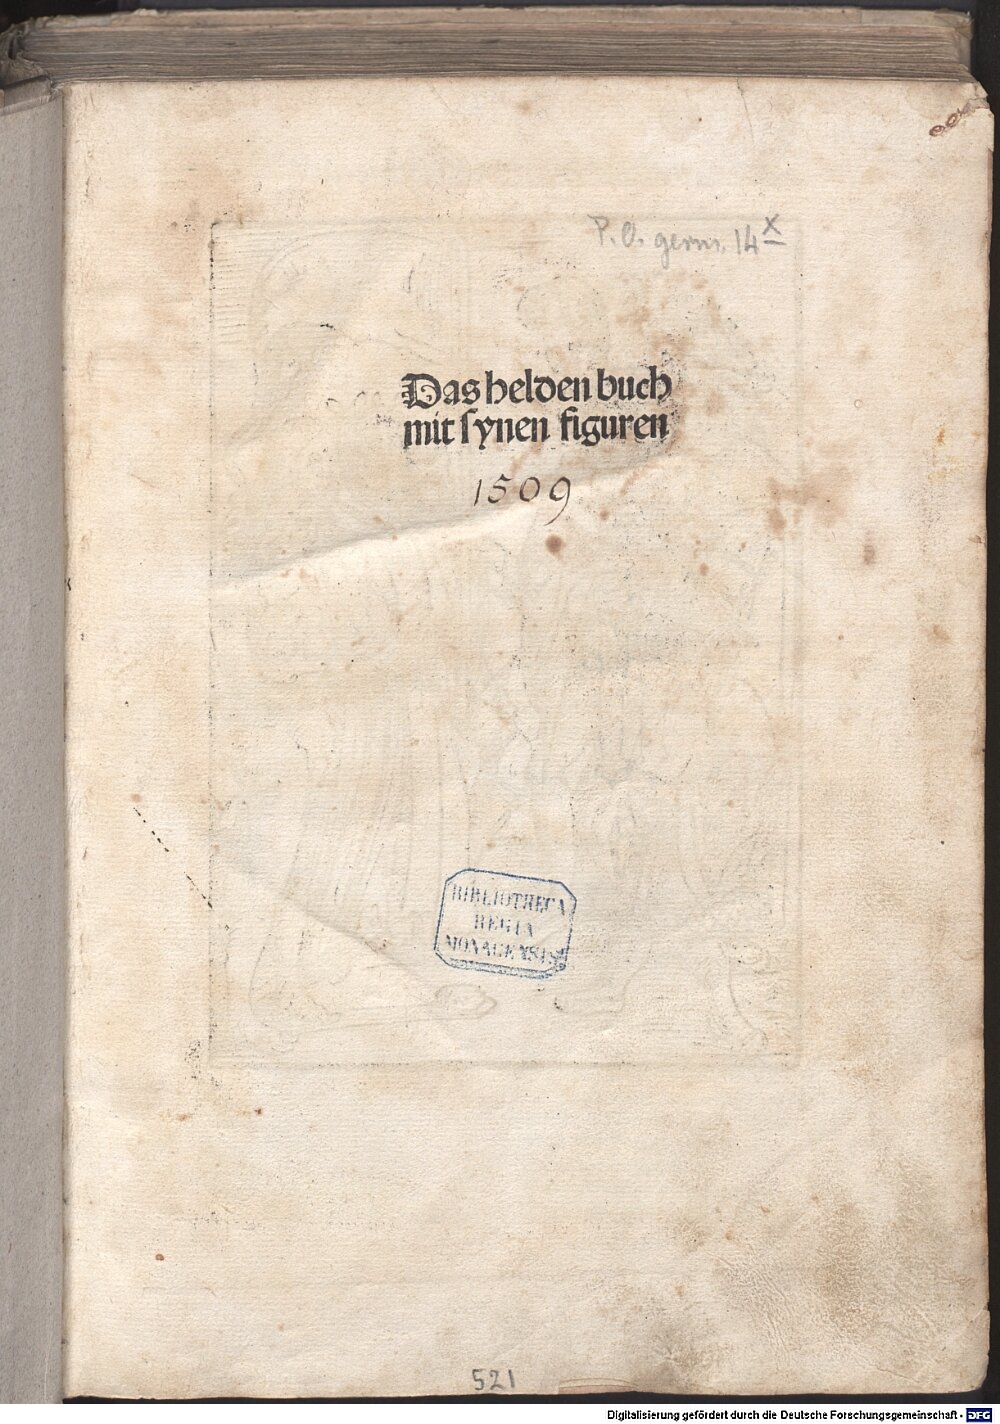 P. O. germ. 14 x
Das helden buch
mit synen figuren
1509
BIBLIOTHECA
REGIA
MONACENSIS
521
Digitalisierung gefördert durch die Deutsche Forschungsgemeinschaft - DFG